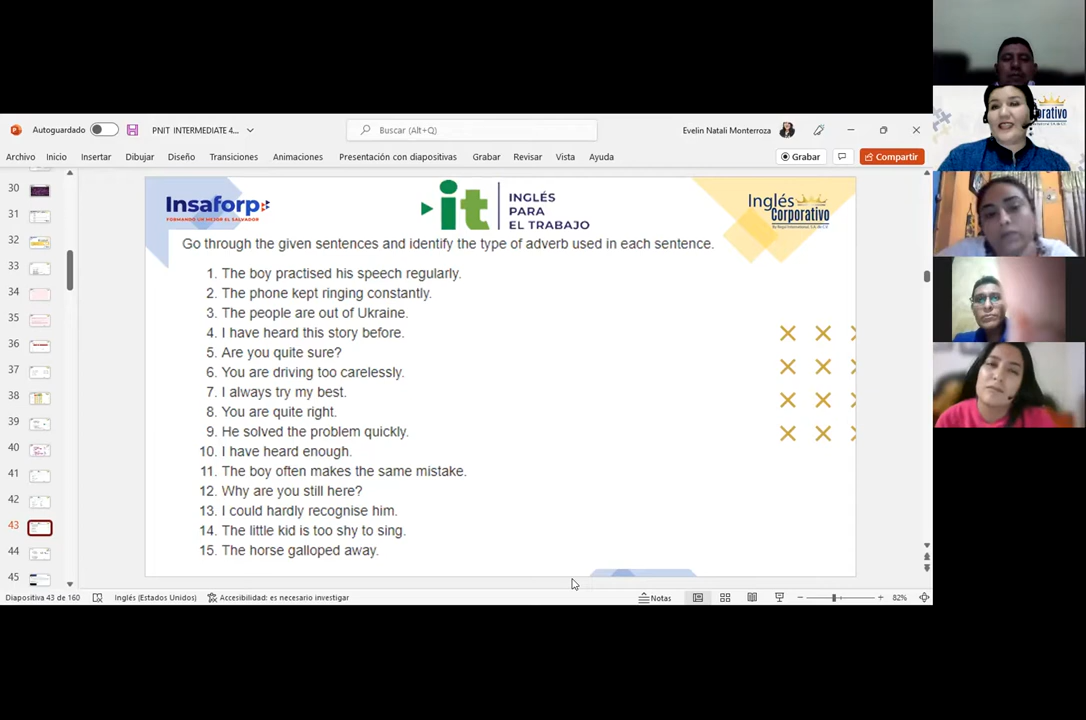 Autoguardado
PNIT INTERMEDIATE 4...
Buscar (Alt+Q)
Evelin Natali Monterroza
Archivo Inicio Insertar Dibujar Diseño Transiciones Animaciones Presentación con diapositivas Grabar Revisar Vista Ayuda
Grabar
Compartir
30
31
32
33
34
35
36
37
38
39
40
41
42
43
44
45
Insaforp
FORMANDO UN MEJOR EL SALVADOR
it
INGLÉS
PARA
EL TRABAJO
Inglés
Corporativo
Go through the given sentences and identify the type of adverb used in each sentence.
1. The boy practised his speech regularly.
2. The phone kept ringing constantly.
3. The people are out of Ukraine.
4. I have heard this story before.
5. Are you quite sure?
6. You are driving too carelessly.
7. I always try my best.
8. You are quite right.
9. He solved the problem quickly.
10. I have heard enough.
11. The boy often makes the same mistake.
12. Why are you still here?
13. I could hardly recognise him.
14. The little kid is too shy to sing.
15. The horse galloped away.
Diapositiva 43 de 160
Inglés (Estados Unidos)
Accesibilidad: es necesario investigar
Notas
82%